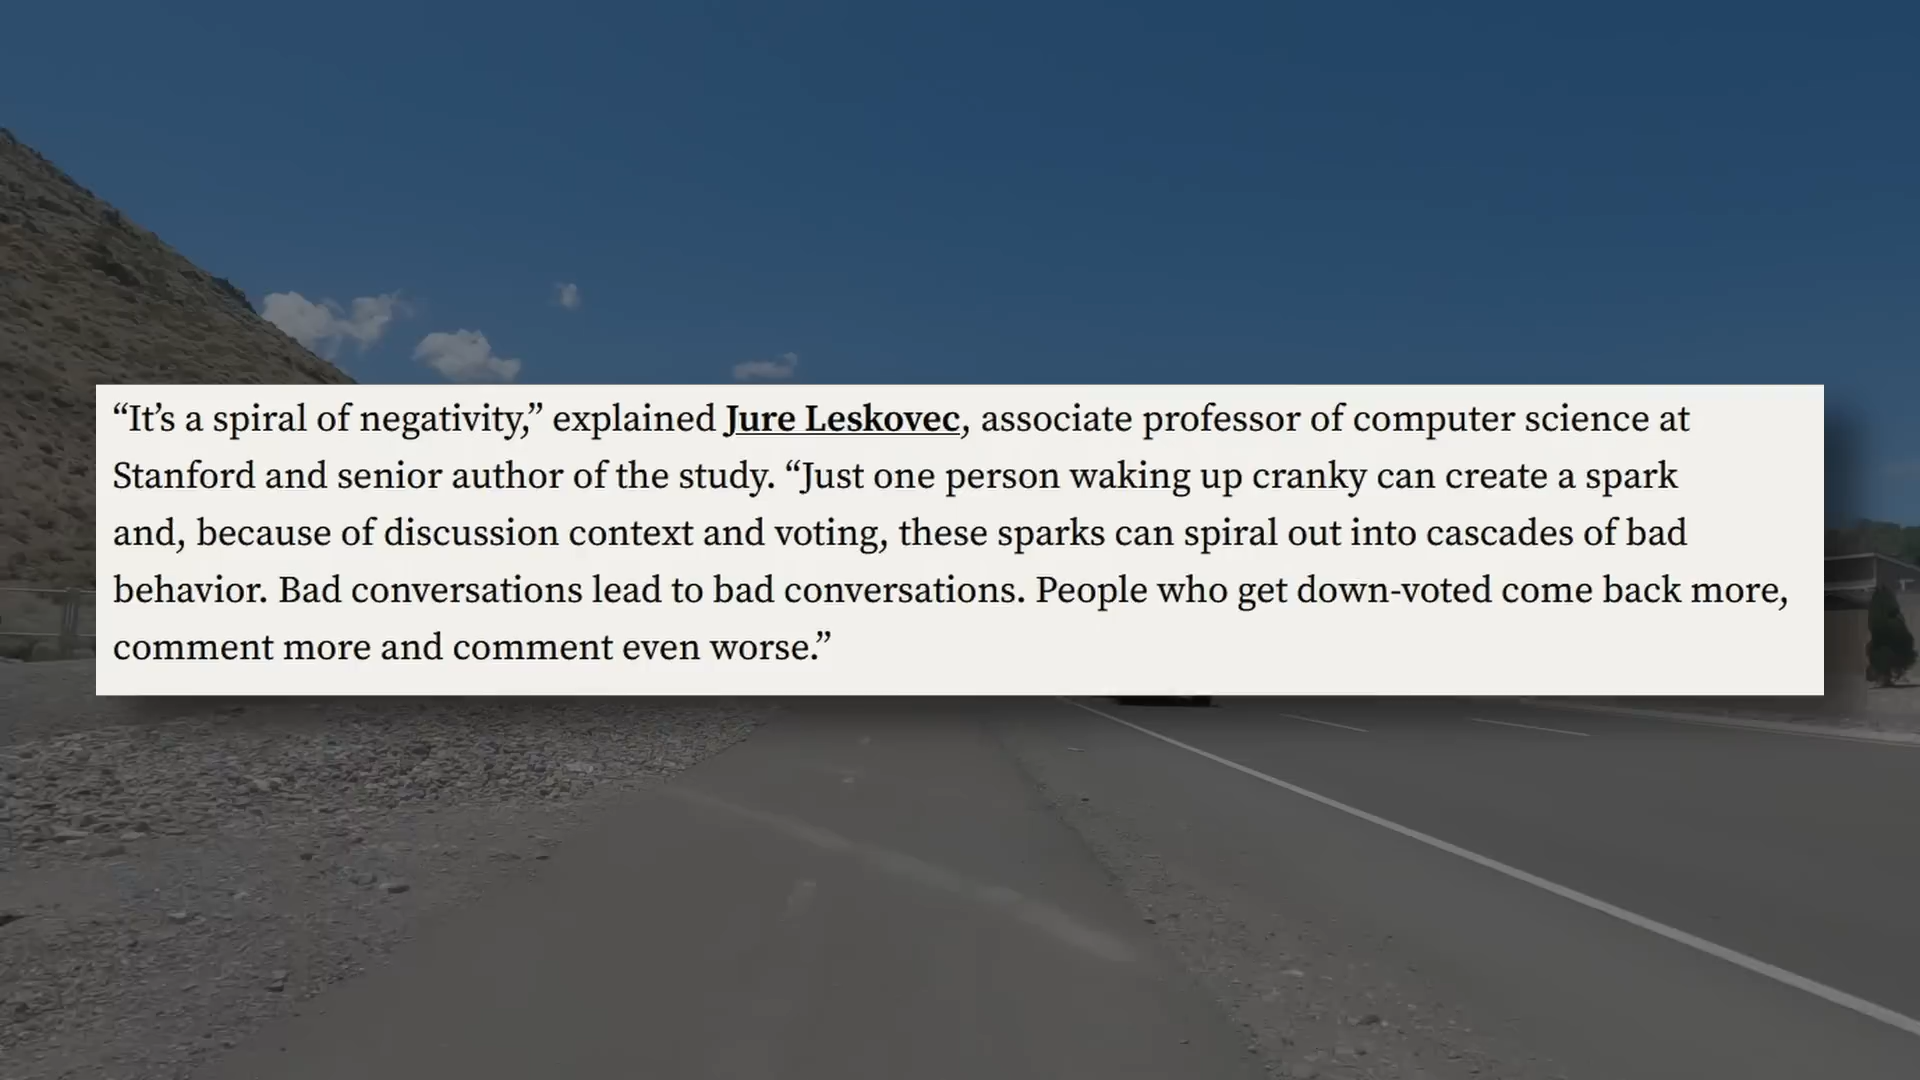 “It’s a spiral of negativity,” explained Jure Leskovec, associate professor of computer science at
Stanford and senior author of the study. “Just one person waking up cranky can create a spark
and, because of discussion context and voting, these sparks can spiral out into cascades of bad
behavior. Bad conversations lead to bad conversations. People who get down-voted come back more,
comment more and comment even worse.”